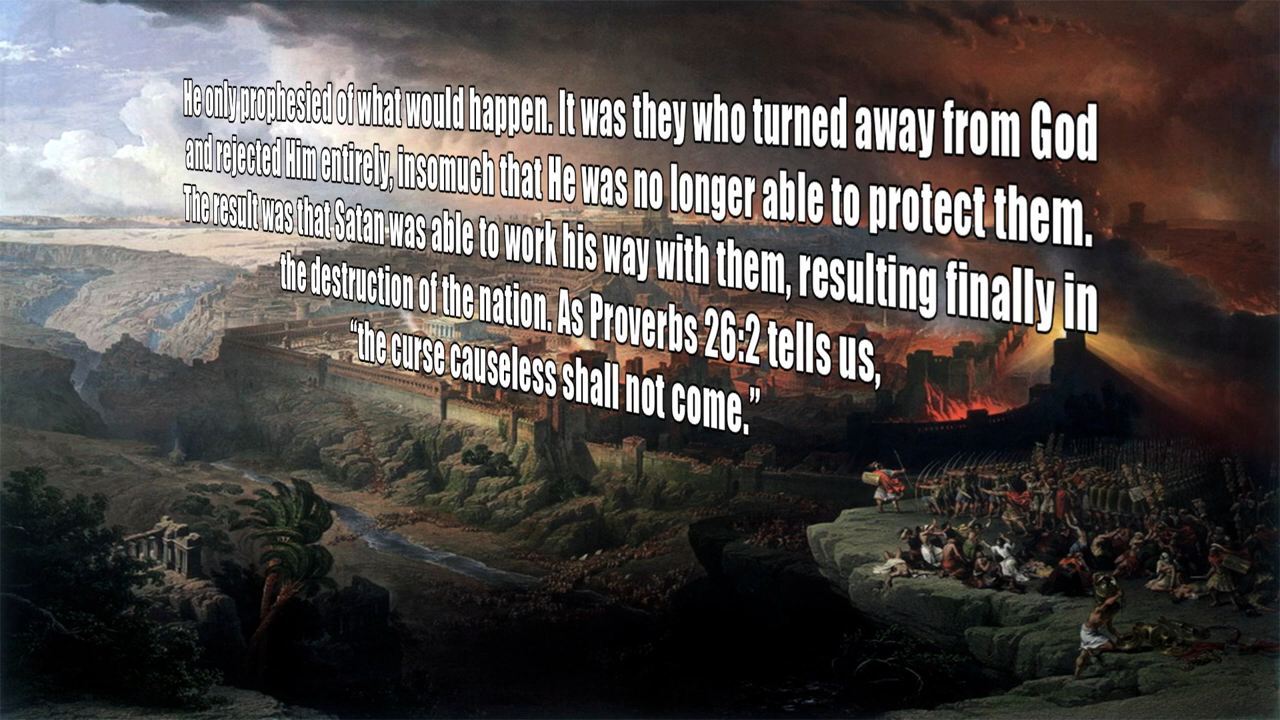 He only prophesied of what would happen. It was they who turned away from God
and rejected Him entirely, insomuch that He was no longer able to protect them.
The result was that Satan was able to work his way with them, resulting finally in
the destruction of the nation. As Proverbs 26:2 tells us,
“the curse causeless shall not come.”